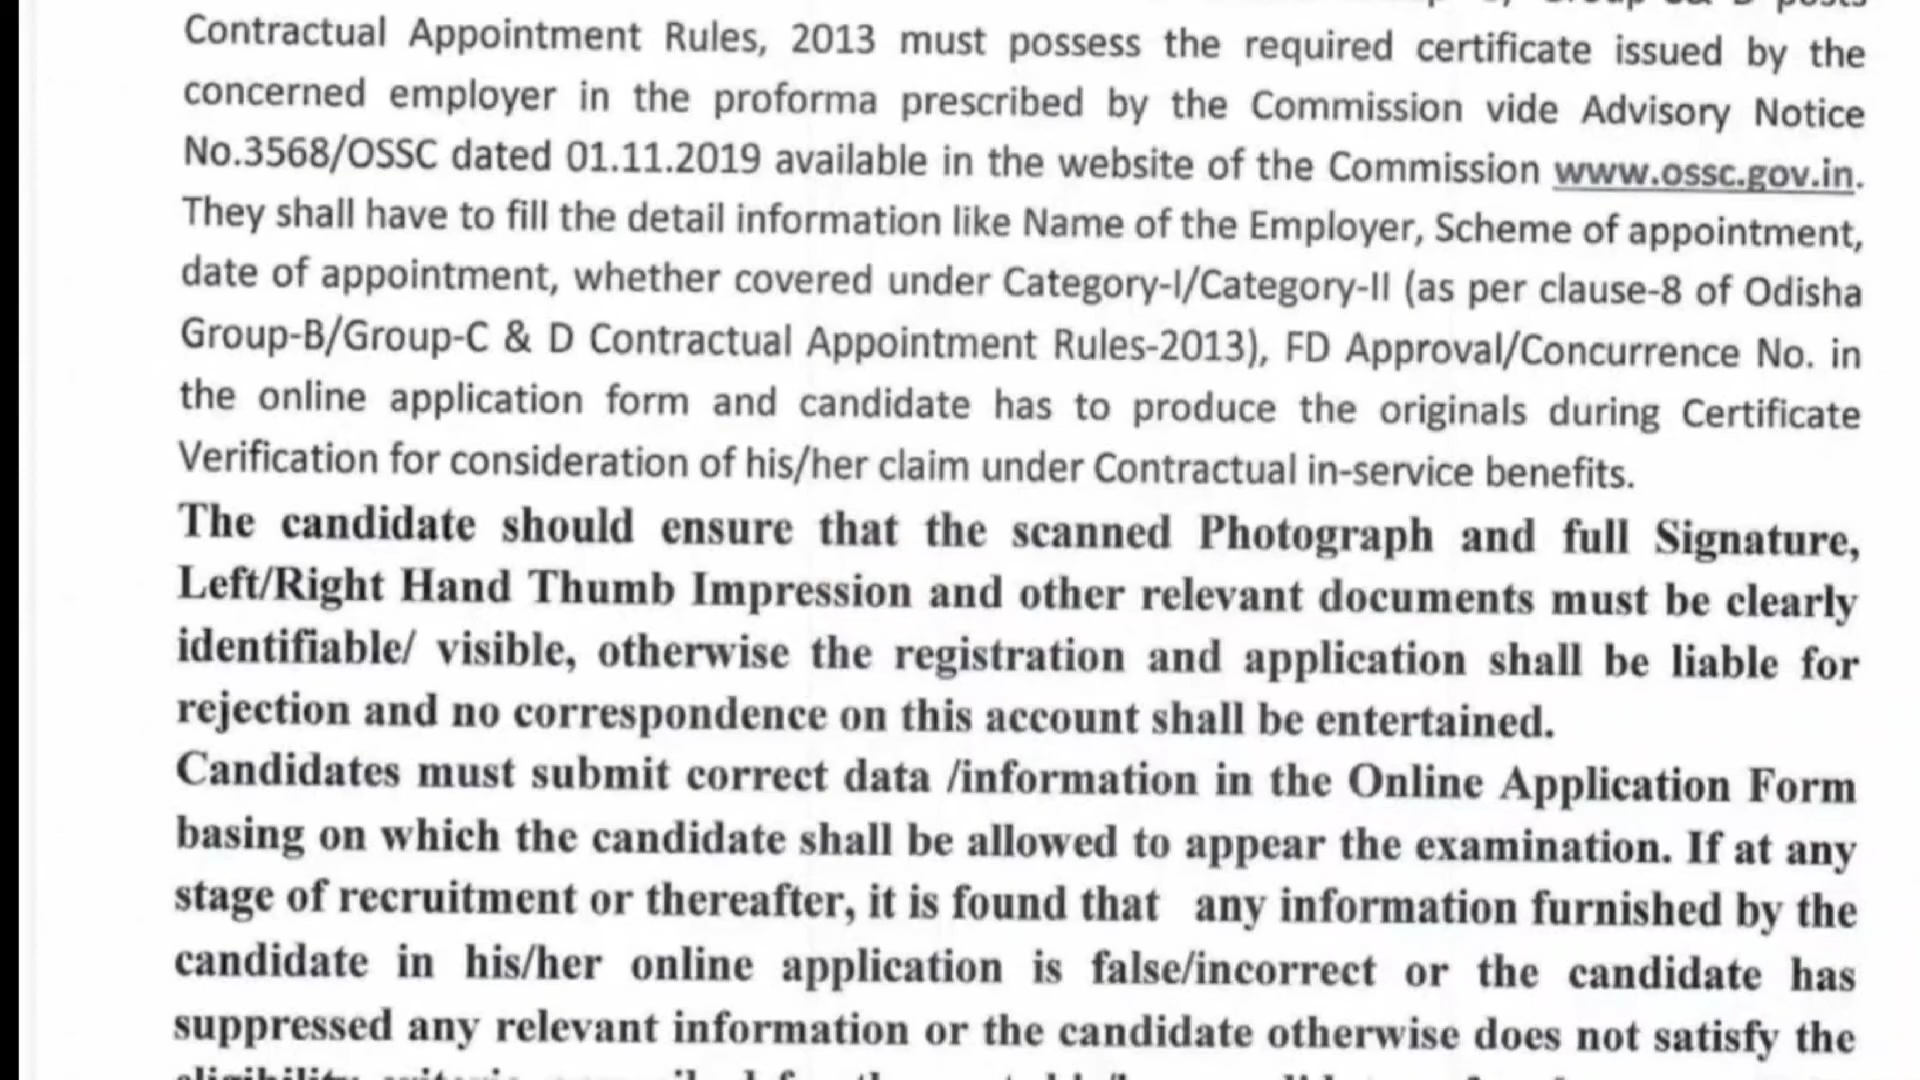 posts
Contractual Appointment Rules, 2013 must possess the required certificate issued by the
concerned employer in the proforma prescribed by the Commission vide Advisory Notice
No.3568/OSSC dated 01.11.2019 available in the website of the Commission www.ossc.gov.in.
They shall have to fill the detail information like Name of the Employer, Scheme of appointment,
date of appointment, whether covered under Category-I/Category-II (as per clause-8 of Odisha
Group-B/Group-C & D Contractual Appointment Rules-2013), FD Approval/Concurrence No. in
the online application form and candidate has to produce the originals during Certificate
Verification for consideration of his/her claim under Contractual in-service benefits.
The candidate should ensure that the scanned Photograph and full Signature,
Left/Right Hand Thumb Impression and other relevant documents must be clearly
identifiable/ visible, otherwise the registration and application shall be liable for
rejection and no correspondence on this account shall be entertained.
Candidates must submit correct data /information in the Online Application Form
basing on which the candidate shall be allowed to appear the examination. If at any
stage of recruitment or thereafter, it is found that any information furnished by the
candidate in his/her online application is false/incorrect or the candidate has
suppressed any relevant information or the candidate otherwise does not satisfy the
eligibility criteria